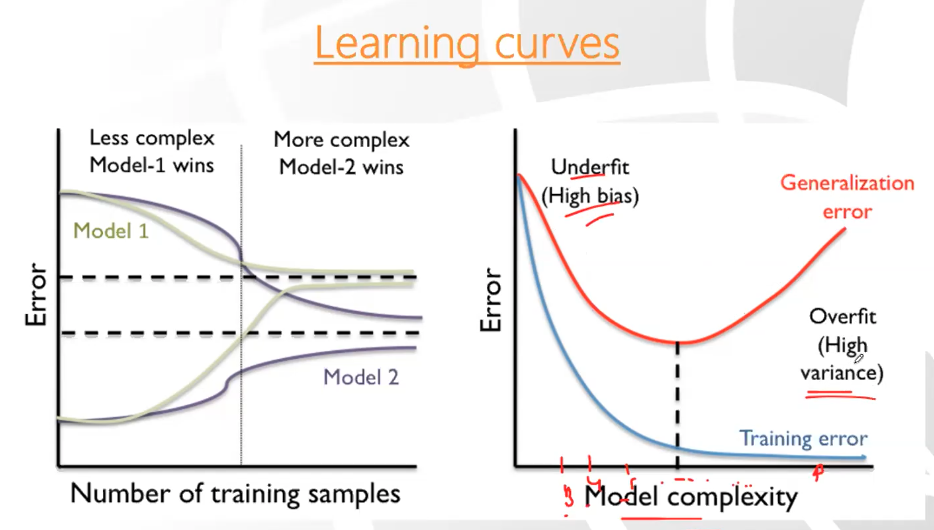 Learning curves
Less complex
Model-1 wins
More complex
Model-2 wins
Model 1
Model 2
Error
Number of training samples
Underfit
(High bias)
Generalization
error
Overfit
(High
variance)
Training error
Error
Model complexity